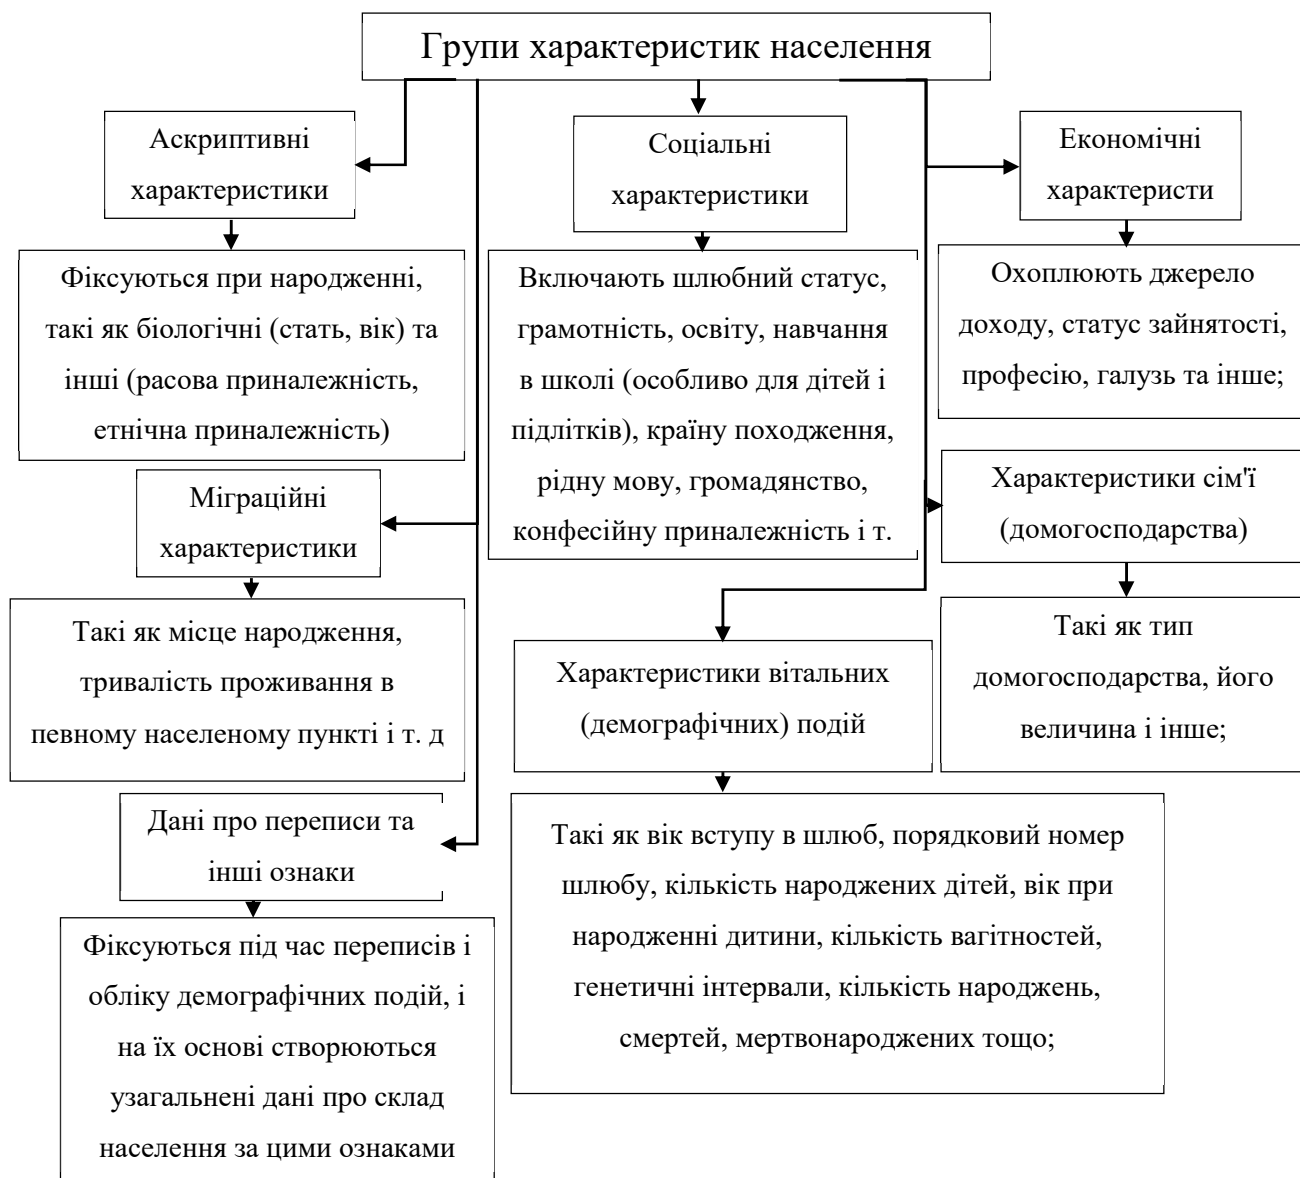 Групи характеристик населення
Аскриптивні
характеристики
Фіксуються при народженні,
такі як біологічні (стать, вік) та
інші (расова приналежність,
етнічна приналежність)
Міграційні
характеристики
Такі як місце народження,
тривалість проживання в
певному населеному пункті і т. д
Дані про переписи та
інші ознаки
Фіксуються під час переписів і
обліку демографічних подій, і
на їх основі створюються
узагальнені дані про склад
населення за цими ознаками
Соціальні
характеристики
Включають шлюбний статус,
грамотність, освіту, навчання
в школі (особливо для дітей і
підлітків), країну походження,
рідну мову, громадянство,
конфесійну приналежність і т.
Характеристики вітальних
(демографічних) подій
Такі як вік вступу в шлюб, порядковий номер
шлюбу, кількість народжених дітей, вік при
народженні дитини, кількість вагітностей,
генетичні інтервали, кількість народжень,
смертей, мертвонароджених тощо;
Економічні
характеристи
Охоплюють джерело
доходу, статус зайнятості,
професію, галузь та інше;
Характеристики сім'ї
(домогосподарства)
Такі як тип
домогосподарства, його
величина і інше;